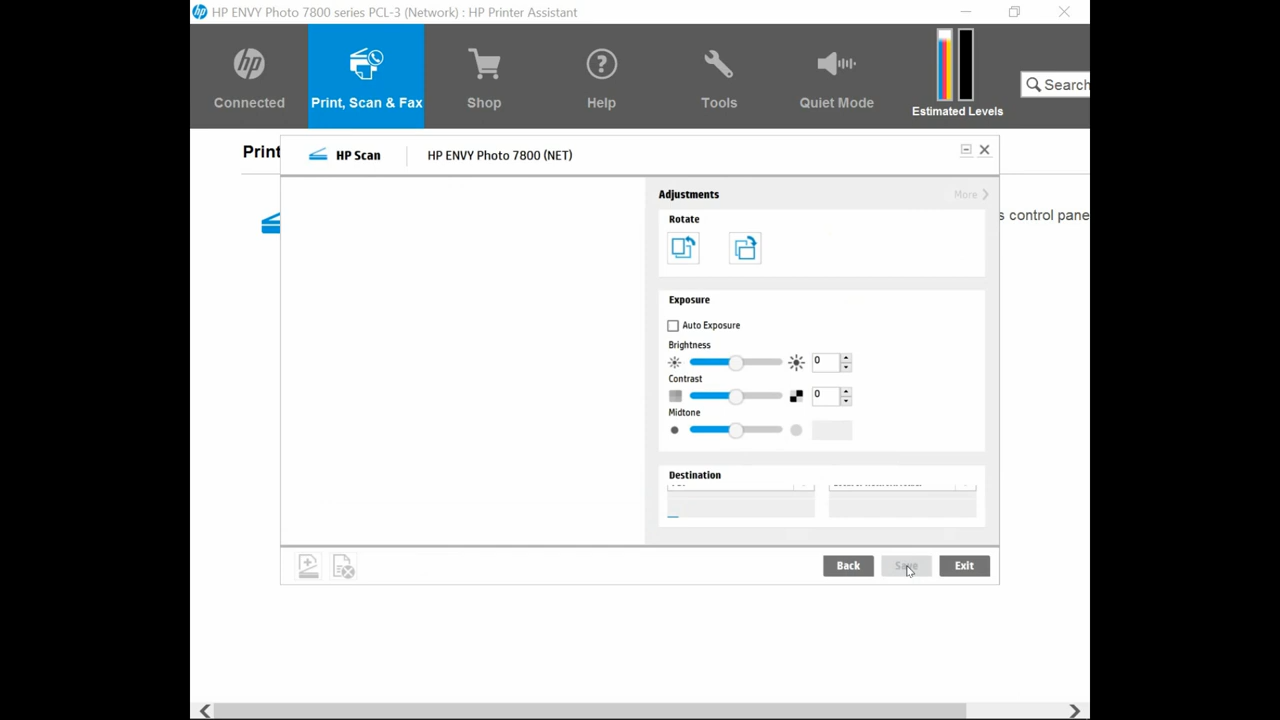 HP ENVY Photo 7800 series PCL-3 (Network) : HP Printer Assistant
Connected
Print, Scan & Fax
Shop
Help
Tools
Quiet Mode
Estimated Levels
Search
Print
HP Scan
HP ENVY Photo 7800 (NET)
Adjustments
More
s control pane
Rotate
Exposure
Auto Exposure
Brightness
0
Contrast
0
Midtone
Destination
Back
Save
Exit